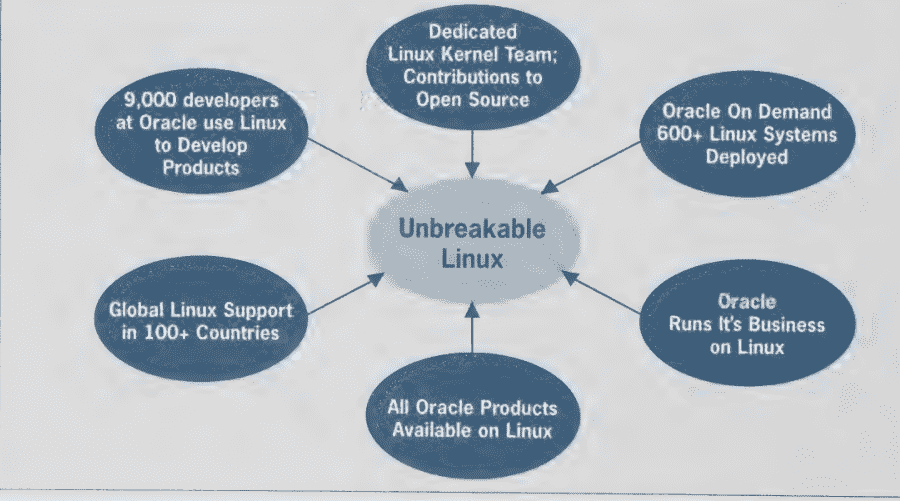 Dedicated
Linux Kernel Team;
Contributions to
Open Source
9,000 developers
at Oracle use Linux
to Develop
Products
Oracle On Demand
600+ Linux Systems
Deployed
Unbreakable
Linux
Global Linux Support
in 100+ Countries
Oracle
Runs It's Business
on Linux
All Oracle Products
Available on Linux